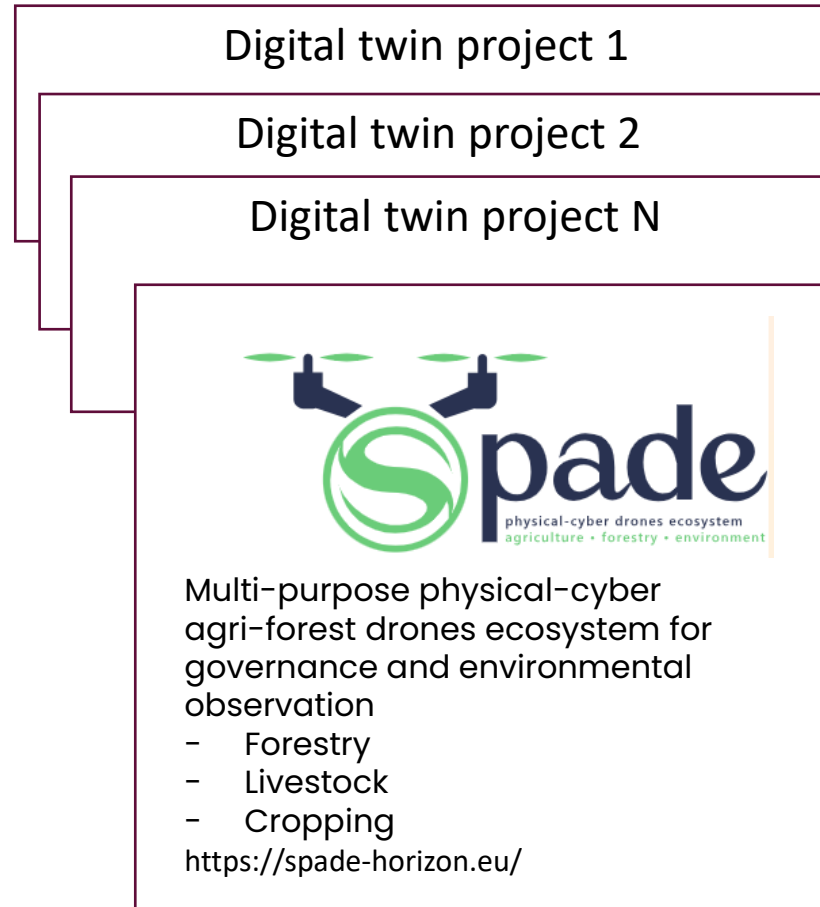 Digital twin project 1
Digital twin project 2
Digital twin project N
Spade
physical-cyber drones ecosystem
agriculture • forestry • environment
Multi-purpose physical-cyber
agri-forest drones ecosystem for
governance and environmental
observation
- Forestry
- Livestock
- Cropping
https://spade-horizon.eu/